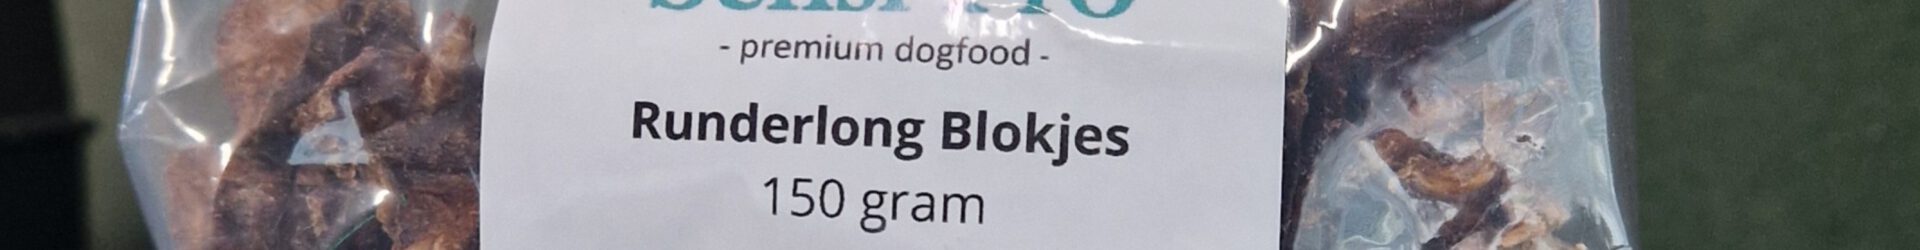 - premium dogfood -
Runderlong Blokjes
150 gram